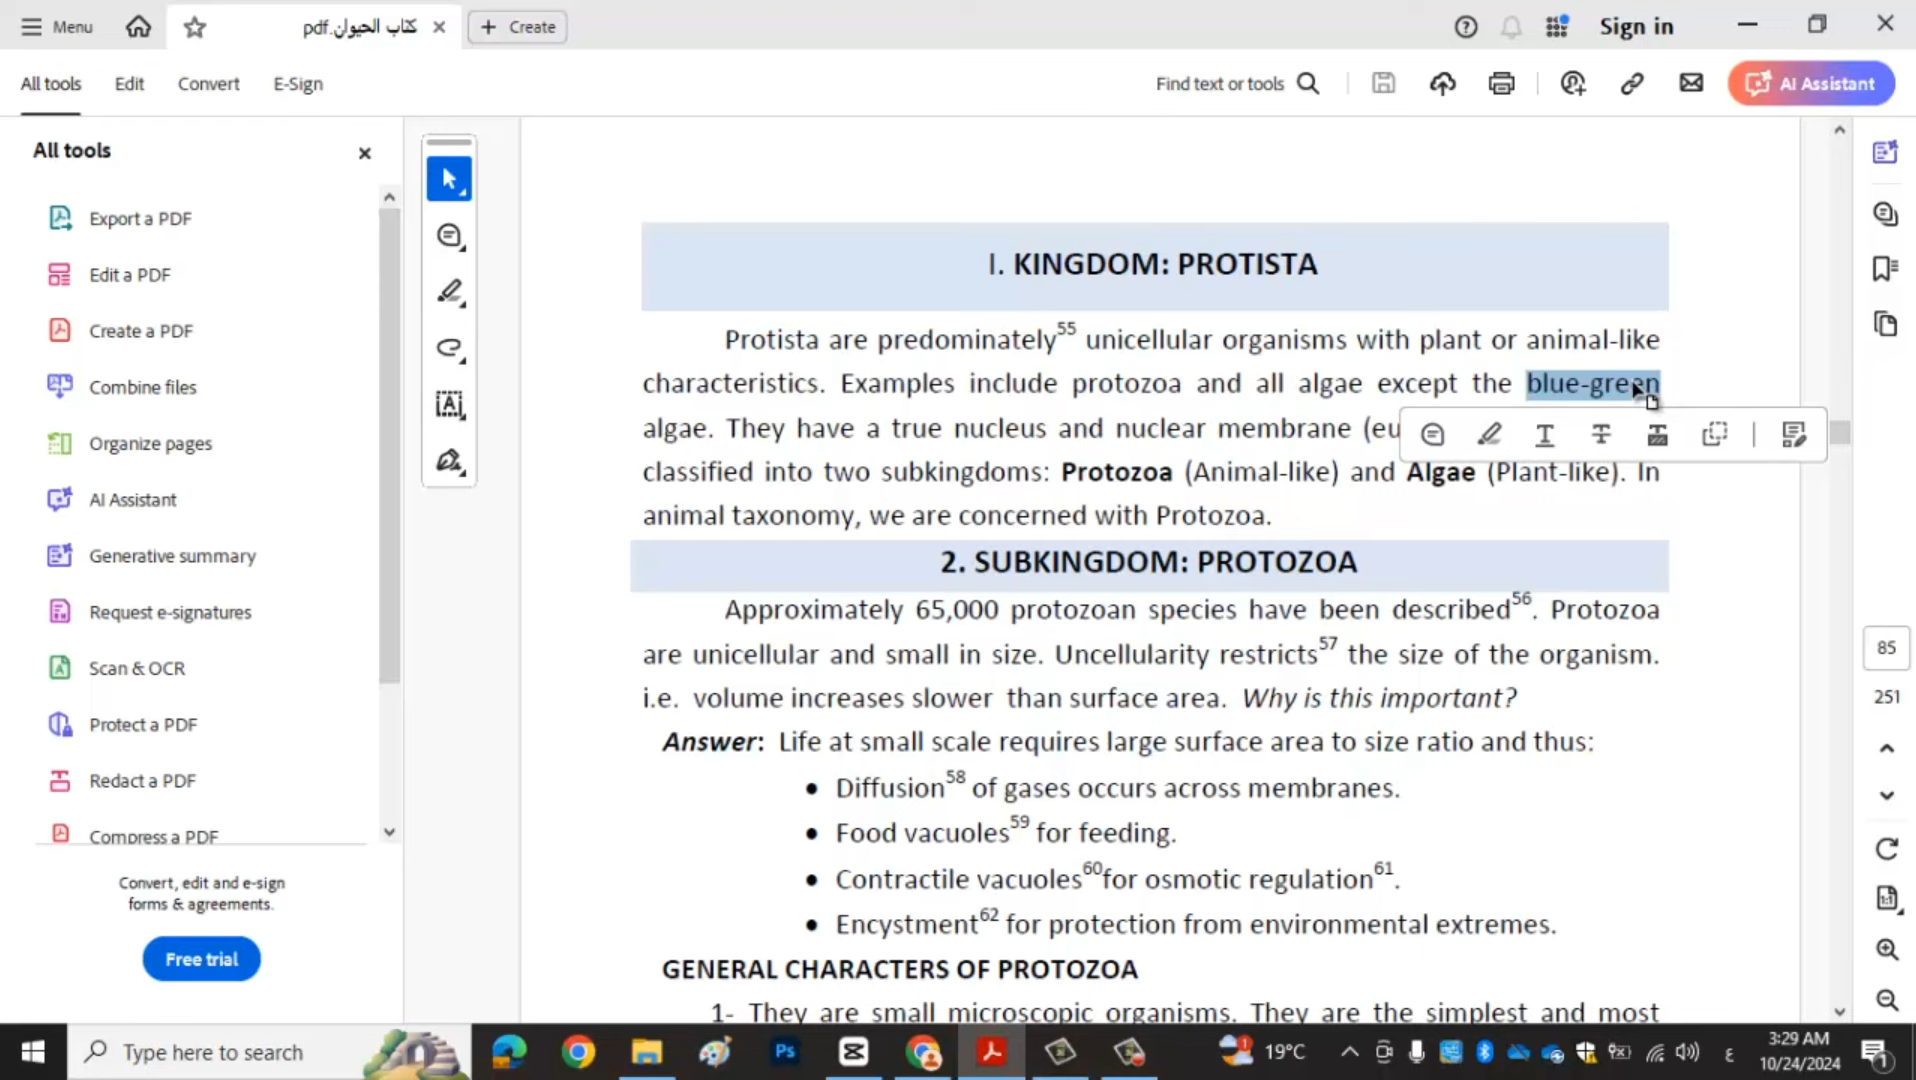 Menu
كتاب الحيوان.pdf
Create
Sign in
All tools
Edit
Convert
E-Sign
Find text or tools
AI Assistant
All tools
Export a PDF
Edit a PDF
Create a PDF
Combine files
Organize pages
AI Assistant
Generative summary
Request e-signatures
Scan & OCR
Protect a PDF
Redact a PDF
Compress a PDF
Convert, edit and e-sign
forms & agreements.
Free trial
I. KINGDOM: PROTISTA
Protista are predominately55 unicellular organisms with plant or animal-like
characteristics. Examples include protozoa and all algae except the blue-green
algae. They have a true nucleus and nuclear membrane (eu
classified into two subkingdoms: Protozoa (Animal-like) and Algae (Plant-like). In
animal taxonomy, we are concerned with Protozoa.
2. SUBKINGDOM: PROTOZOA
Approximately 65,000 protozoan species have been described56. Protozoa
are unicellular and small in size. Uncellularity restricts57 the size of the organism.
i.e. volume increases slower than surface area. Why is this important?
Answer: Life at small scale requires large surface area to size ratio and thus:
• Diffusion58 of gases occurs across membranes.
• Food vacuoles59 for feeding.
• Contractile vacuoles60for osmotic regulation61.
• Encystment62 for protection from environmental extremes.
GENERAL CHARACTERS OF PROTOZOA
1- They are small microscopic organisms. They are the simplest and most
85
251
Type here to search
Ps
19°C
ع
3:29 AM
10/24/2024
1